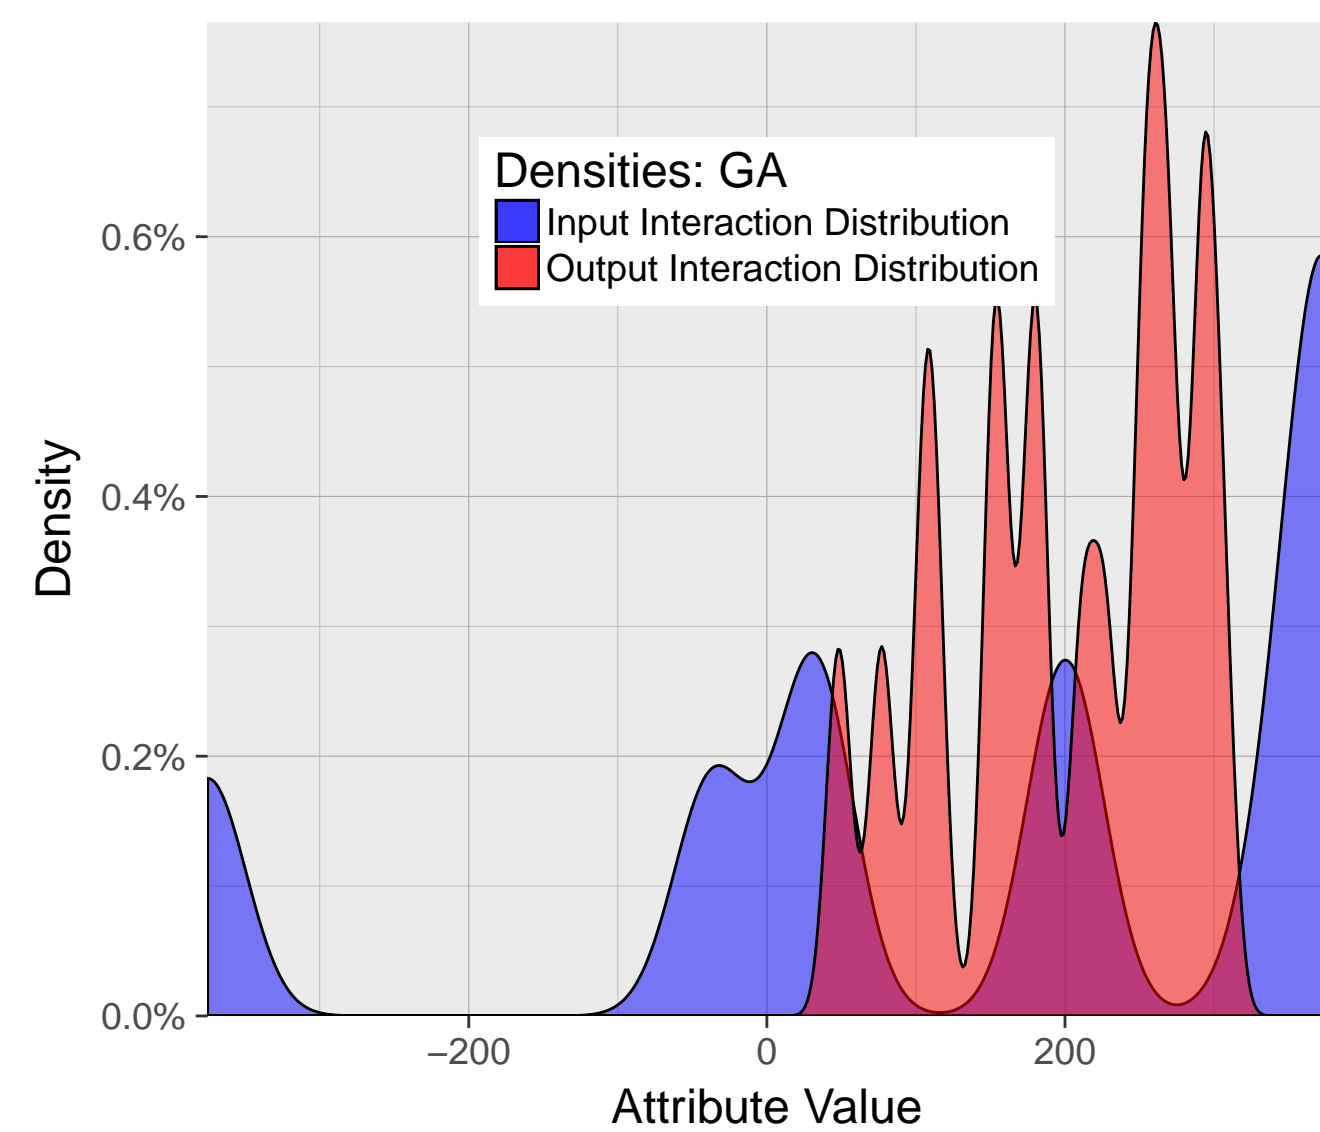 Densities: GA
Input Interaction Distribution
Output Interaction Distribution
Density
0.6%
0.4%
0.2%
0.0%
−200
0
200
Attribute Value